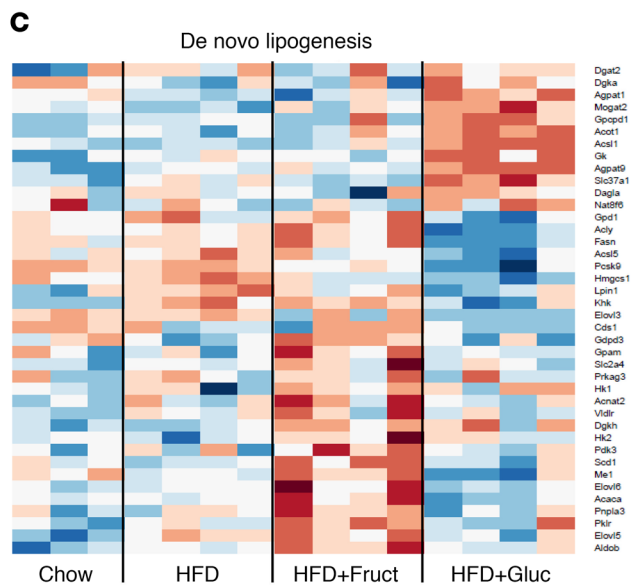 c
De novo lipogenesis
Dgat2
Dgka
Agpat1
Mogat2
Gpcpd1
Acot1
Acsl1
Gk
Agpat9
Slc37a1
Dagla
Nat8f6
Gpd1
Acly
Fasn
Acsl5
Pcsk9
Hmgcs1
Lpin1
Khk
Elovl3
Cds1
Gdpd3
Gpam
Slc2a4
Prkag3
Hk1
Acnat2
Vldlr
Dgkh
Hk2
Pdk3
Scd1
Me1
Elovl6
Acaca
Pnpla3
Pklr
Elovl5
Aldob
Chow HFD HFD+Fruct HFD+Gluc